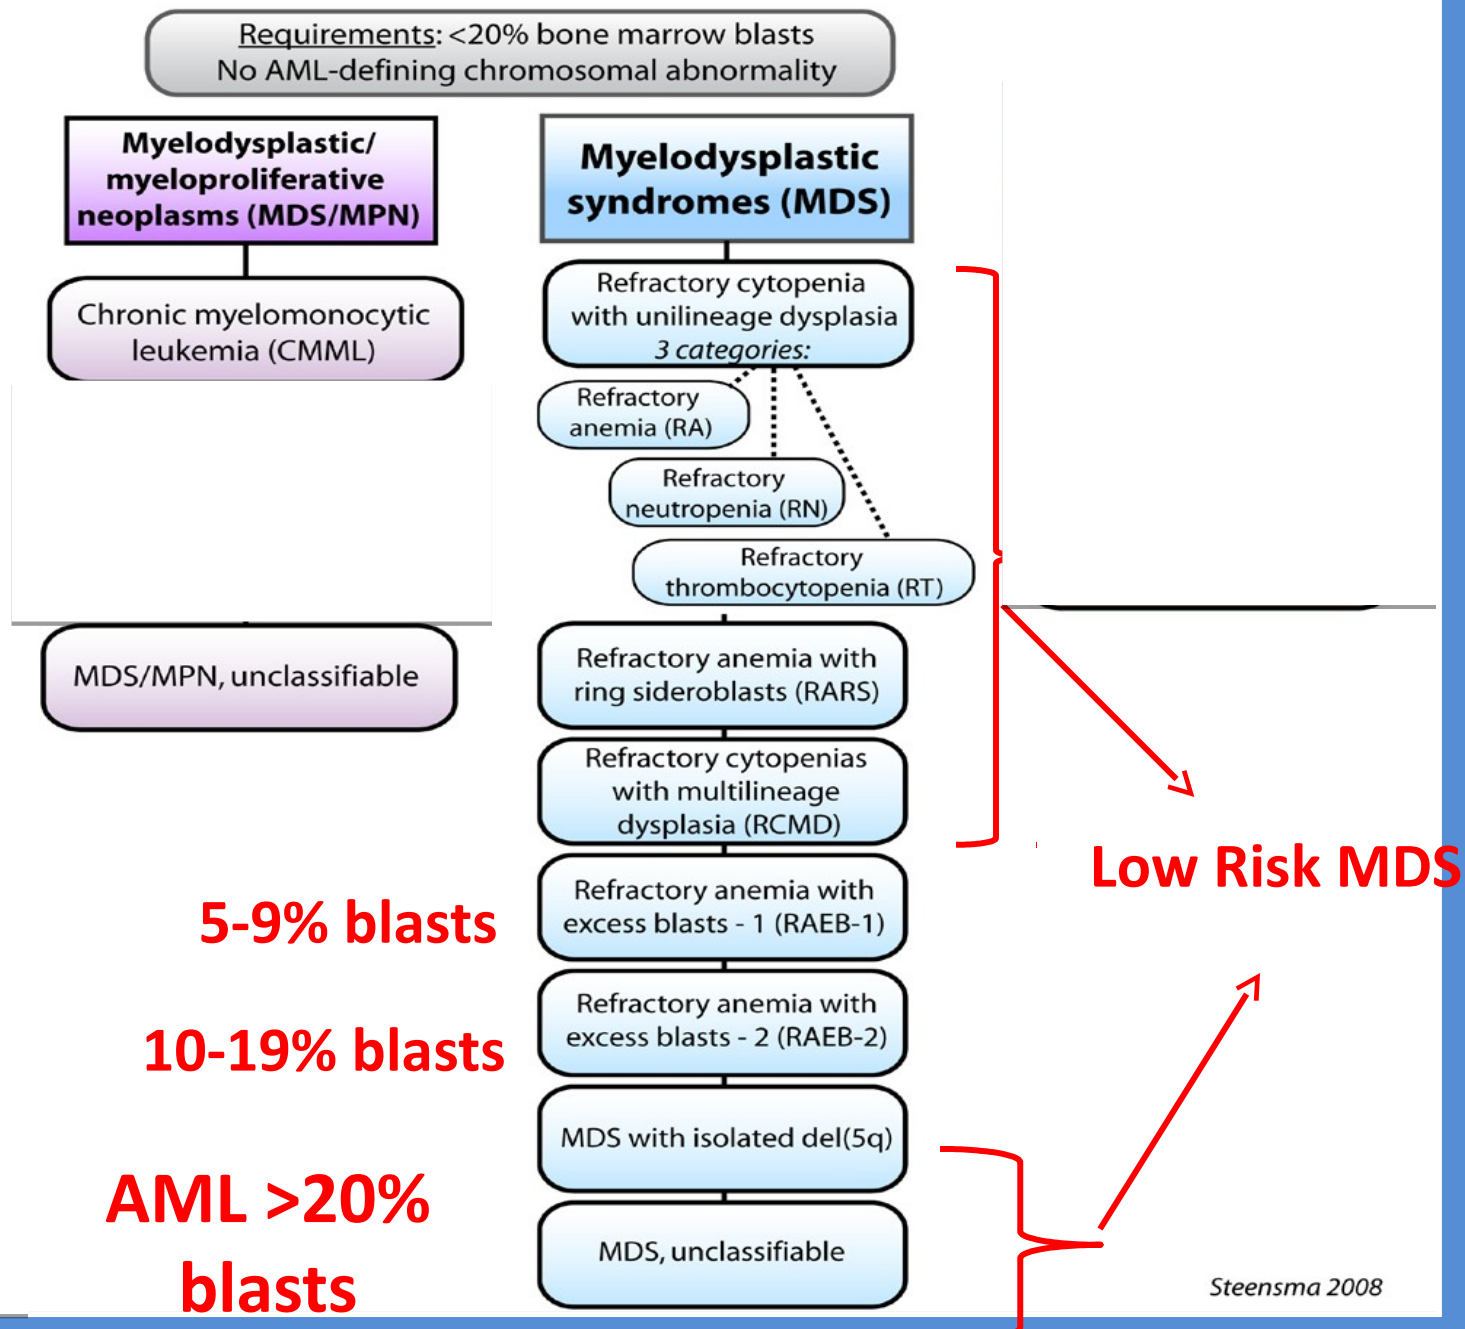 Requirements: <20% bone marrow blasts
No AML-defining chromosomal abnormality
Myelodysplastic/
myeloproliferative
neoplasms (MDS/MPN)
Chronic myelomonocytic
leukemia (CMML)
MDS/MPN, unclassifiable
Myelodysplastic
syndromes (MDS)
Refractory cytopenia
with unilineage dysplasia
3 categories:
Refractory
anemia (RA)
Refractory
neutropenia (RN)
Refractory
thrombocytopenia (RT)
Refractory anemia with
ring sideroblasts (RARS)
Refractory cytopenias
with multilineage
dysplasia (RCMD)
Low Risk MDS
5-9% blasts
Refractory anemia with
excess blasts - 1 (RAEB-1)
10-19% blasts
Refractory anemia with
excess blasts - 2 (RAEB-2)
MDS with isolated del(5q)
AML >20%
blasts
MDS, unclassifiable
Steensma 2008